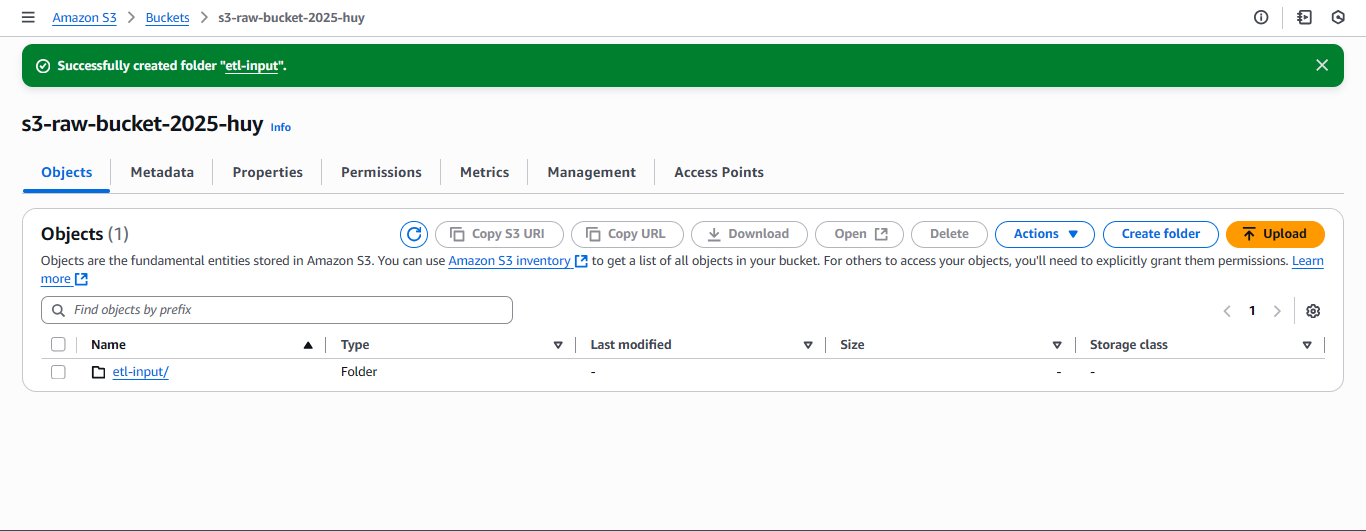 Amazon S3 > Buckets > s3-raw-bucket-2025-huy
Successfully created folder "etl-input".
s3-raw-bucket-2025-huy Info
Objects Metadata Properties Permissions Metrics Management Access Points
Objects (1) Copy S3 URI Copy URL Download Open Delete Actions Create folder Upload
Objects are the fundamental entities stored in Amazon S3. You can use Amazon S3 inventory to get a list of all objects in your bucket. For others to access your objects, you'll need to explicitly grant them permissions. Learn
more
Find objects by prefix 1
Name Type Last modified Size Storage class
etl-input/ Folder - - -